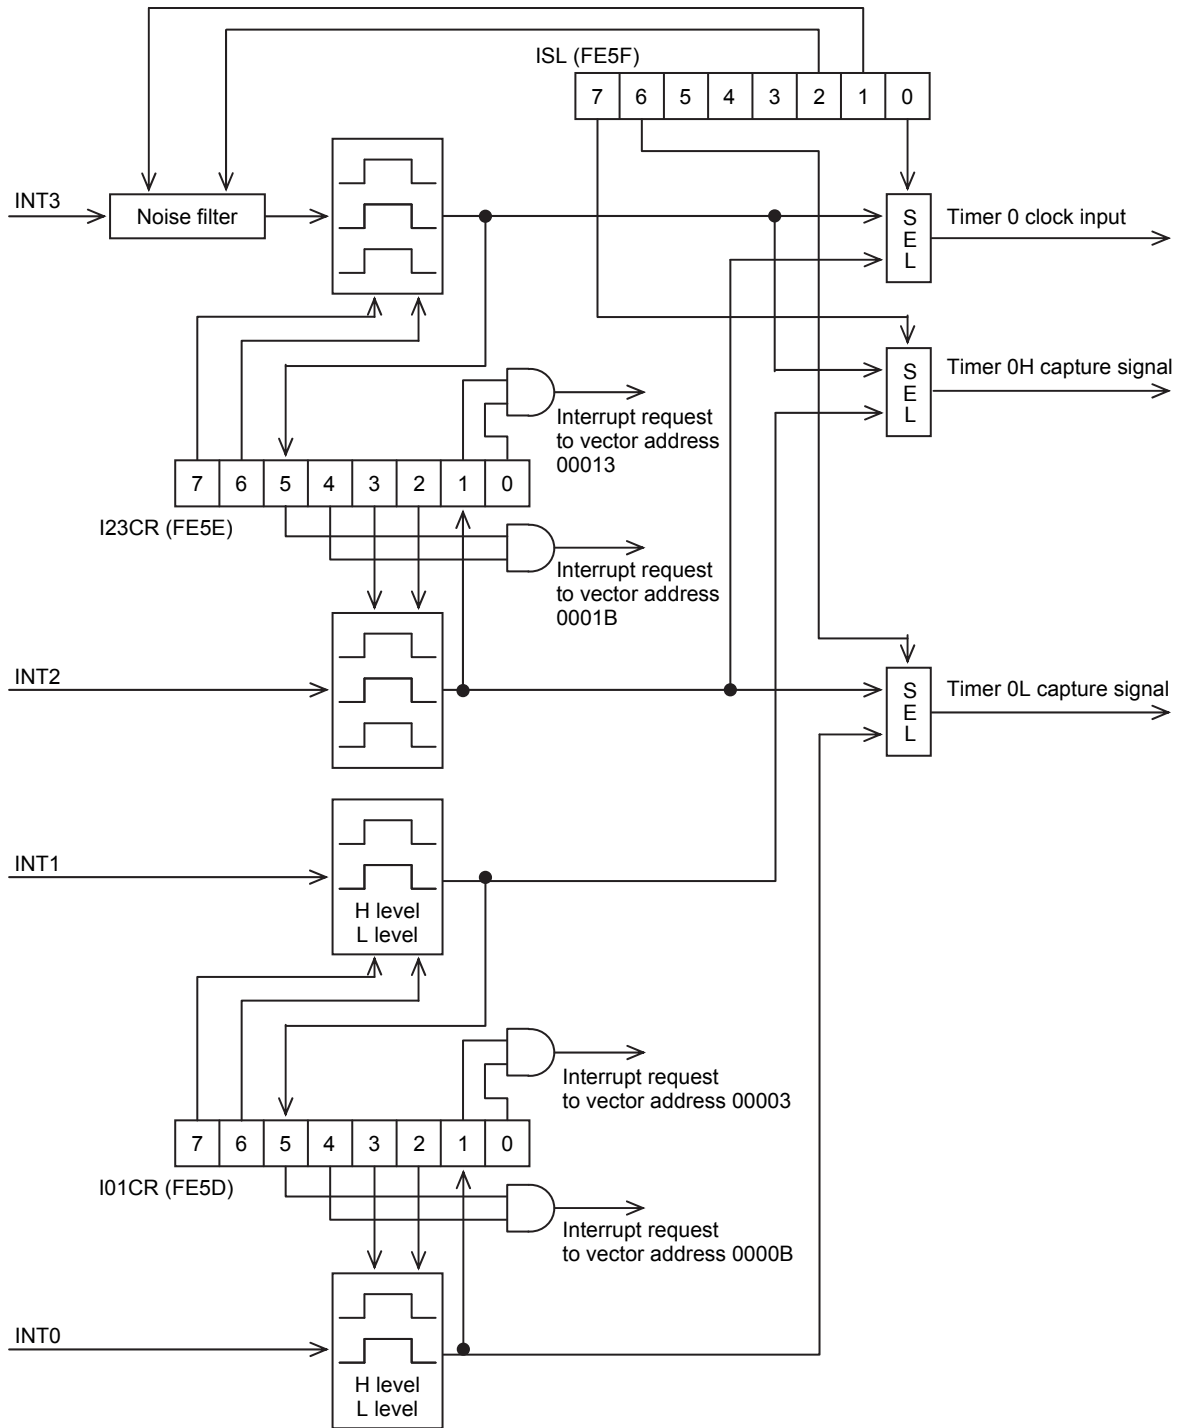 ISL (FE5F)
7 6 5 4 3 2 1 0
INT3
Noise filter
S
E
L
Timer 0 clock input
S
E
L
Timer 0H capture signal
Interrupt request
to vector address
00013
7 6 5 4 3 2 1 0
I23CR (FE5E)
Interrupt request
to vector address
0001B
INT2
S
E
L
Timer 0L capture signal
INT1
H level
L level
Interrupt request
to vector address 00003
7 6 5 4 3 2 1 0
I01CR (FE5D)
Interrupt request
to vector address 0000B
INT0
H level
L level